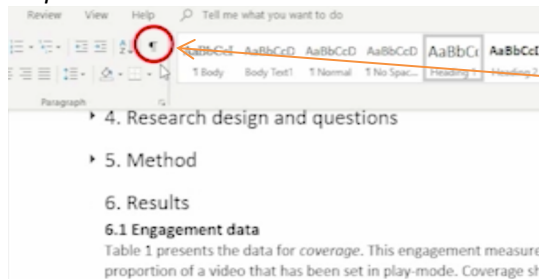 Review View Help Tell me what you want to do
¶
AaBbCcI AaBbCcD AaBbCcD AaBbCcD AaBbCc AaBbCcD
¶ Body Body Text1 ¶ Normal ¶ No Spac... Heading 1 Heading 2
Paragraph
4. Research design and questions
5. Method
6. Results
6.1 Engagement data
Table 1 presents the data for coverage. This engagement measure
proportion of a video that has been set in play-mode. Coverage sh